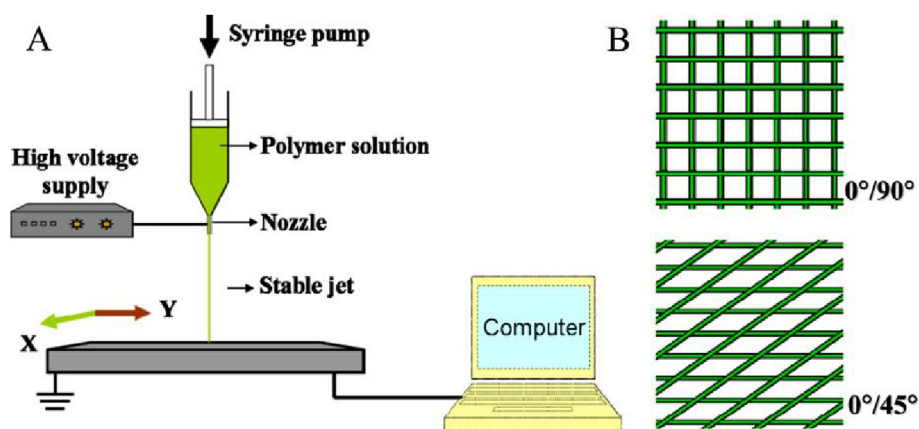 A
Syringe pump
Polymer solution
High voltage
supply
Nozzle
Stable jet
Y
X
Computer
B
0°/90°
0°/45°